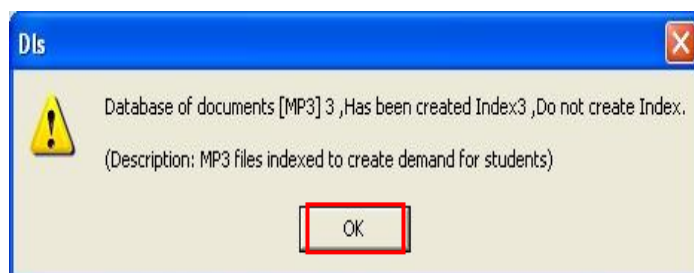 Dls
Database of documents [MP3] 3 ,Has been created Index3 ,Do not create Index.
(Description: MP3 files indexed to create demand for students)
OK